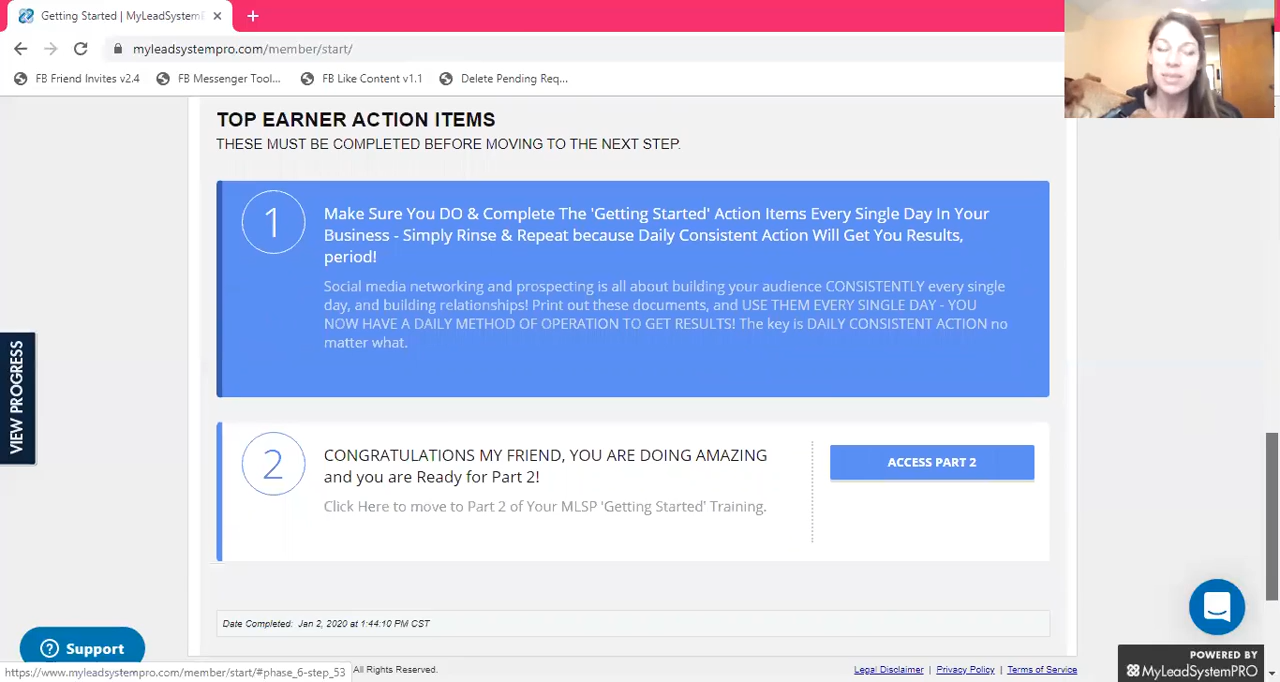 Getting Started | MyLeadSystemF
myleadsystempro.com/member/start/
FB Friend Invites v2.4
FB Messenger Tool...
FB Like Content v1.1
Delete Pending Req...
TOP EARNER ACTION ITEMS
THESE MUST BE COMPLETED BEFORE MOVING TO THE NEXT STEP.
1
Make Sure You DO & Complete The 'Getting Started' Action Items Every Single Day In Your
Business - Simply Rinse & Repeat because Daily Consistent Action Will Get You Results,
period!
Social media networking and prospecting is all about building your audience CONSISTENTLY every single
day, and building relationships! Print out these documents, and USE THEM EVERY SINGLE DAY - YOU
NOW HAVE A DAILY METHOD OF OPERATION TO GET RESULTS! The key is DAILY CONSISTENT ACTION no
matter what.
VIEW PROGRESS
2
CONGRATULATIONS MY FRIEND, YOU ARE DOING AMAZING
and you are Ready for Part 2!
Click Here to move to Part 2 of Your MLSP 'Getting Started' Training.
ACCESS PART 2
Date Completed: Jan 2, 2020 at 1:44:10 PM CST
Support
https://www.myleadsystempro.com/member/start/#phase_6-step_53
All Rights Reserved.
Legal Disclaimer | Privacy Policy | Terms of Service
POWERED BY
MyLeadSystemPRO